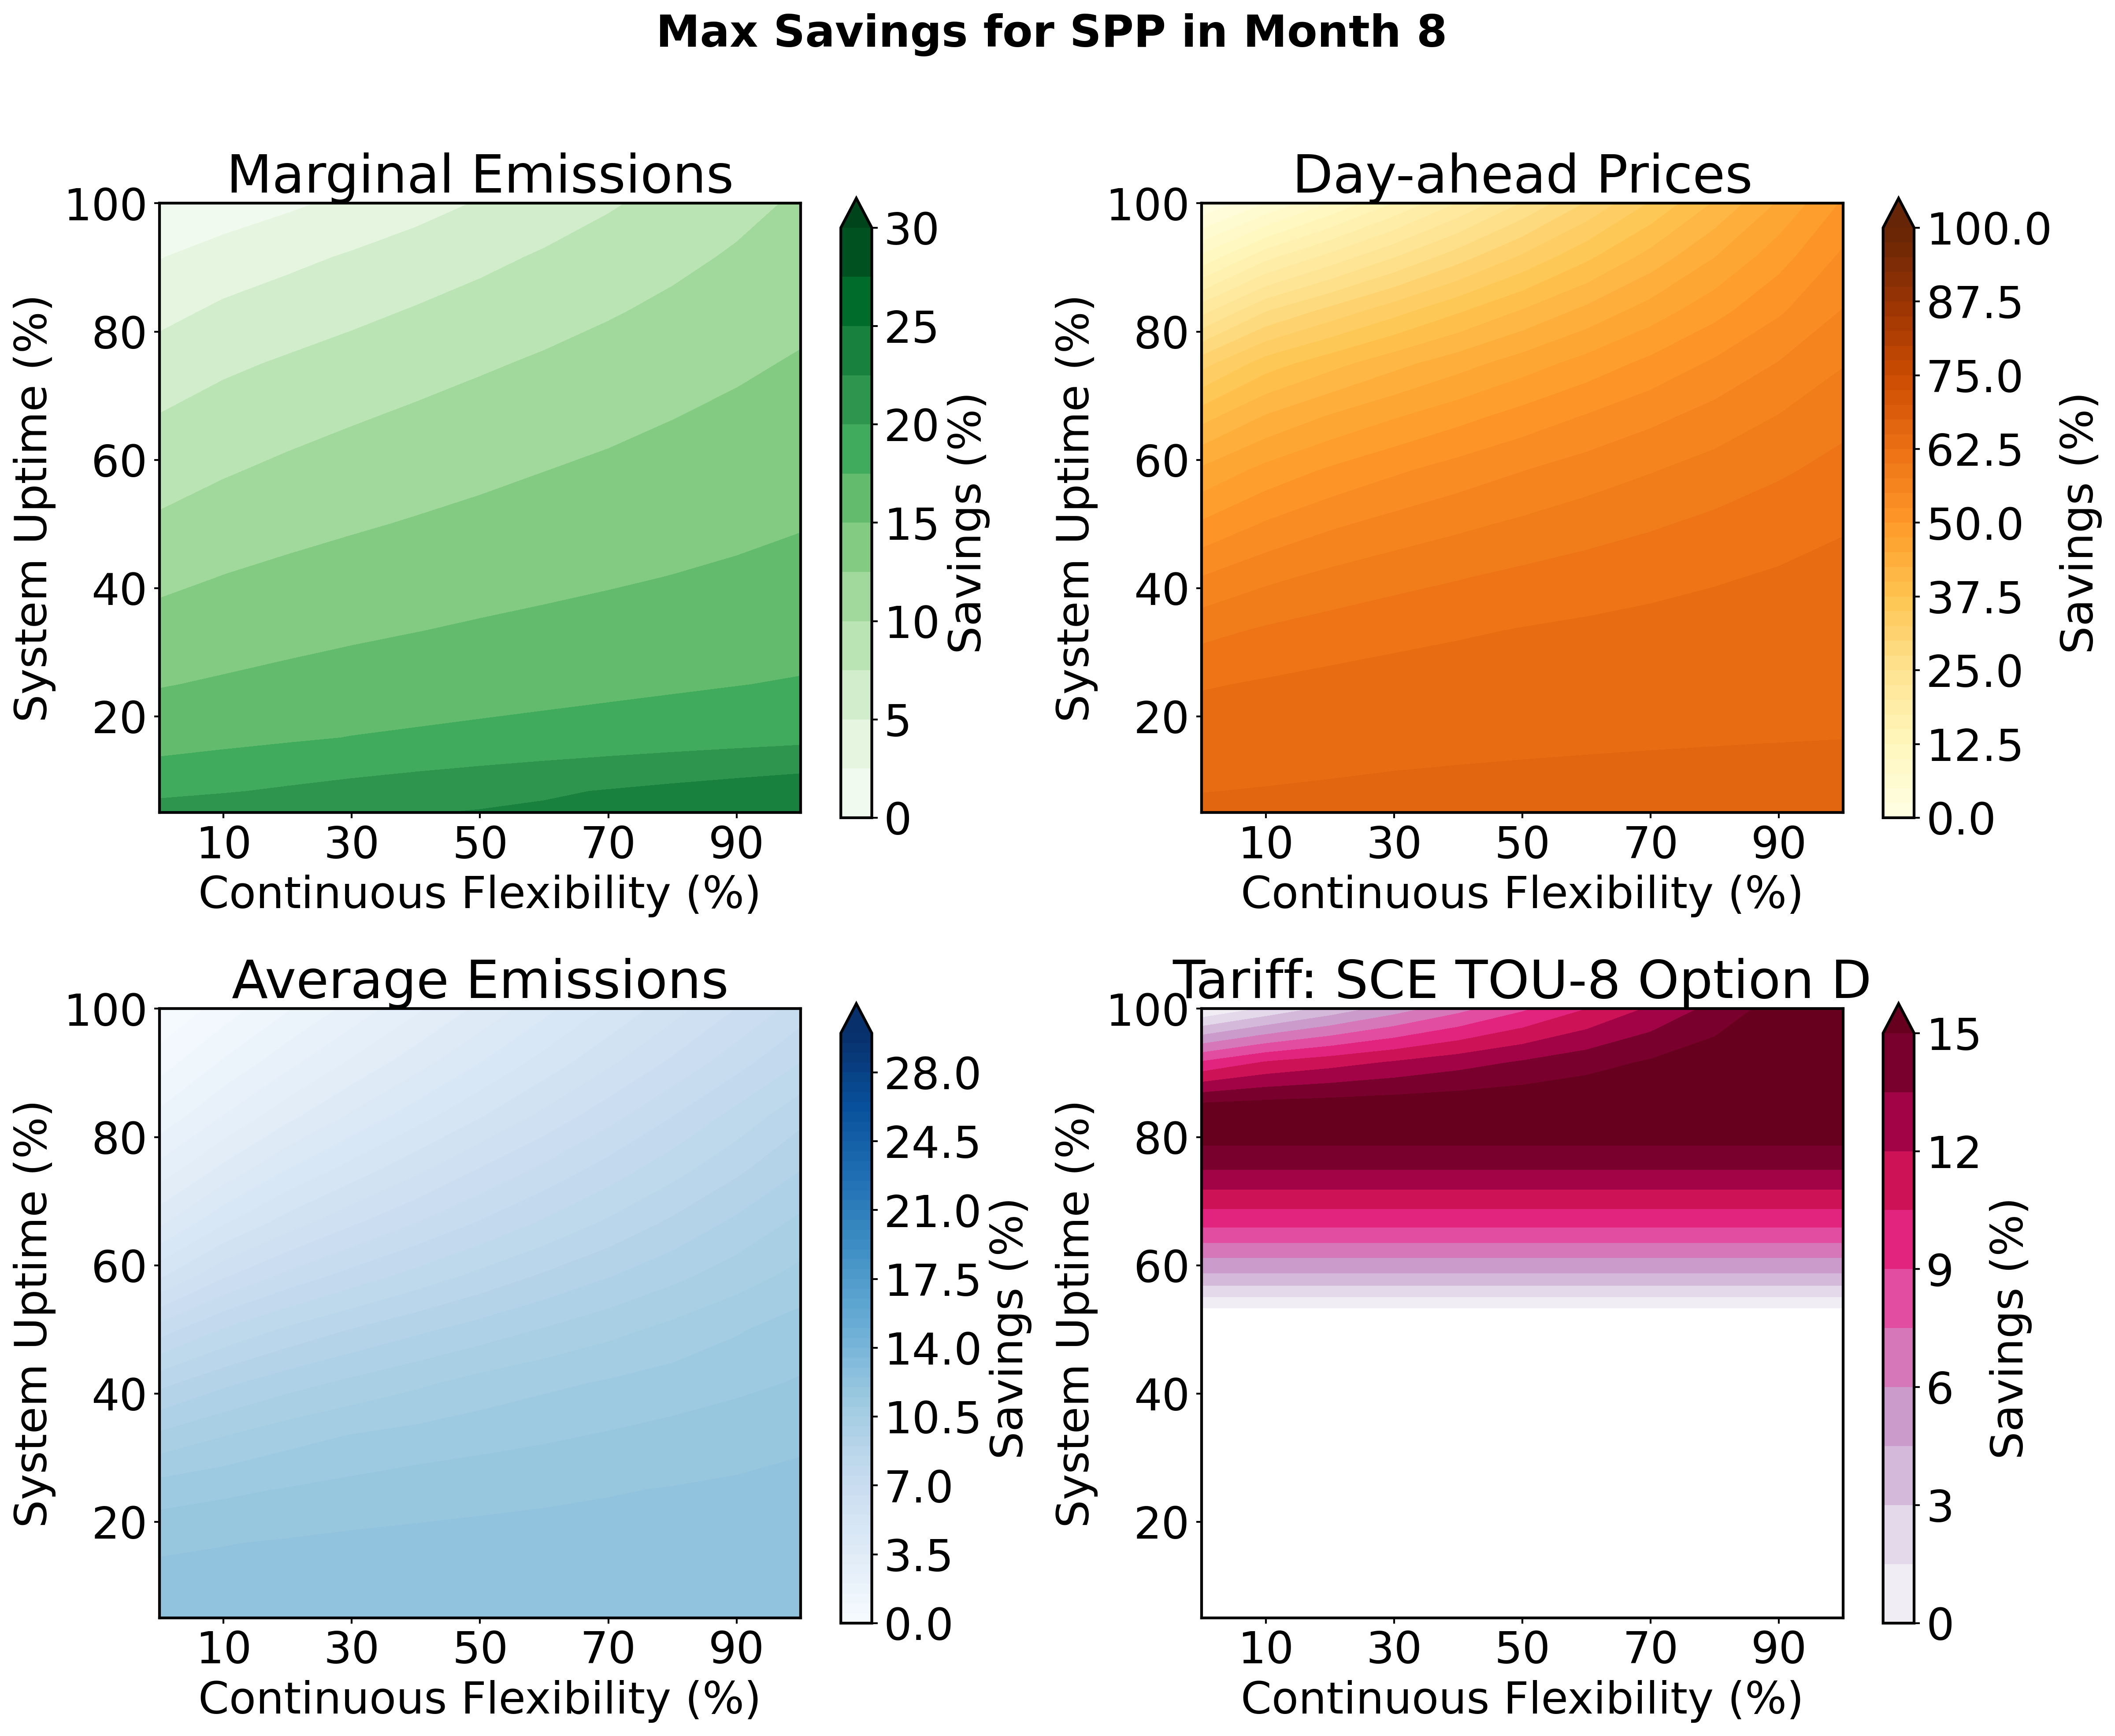 Max Savings for SPP in Month 8
Marginal Emissions
100
80
60
40
20
System Uptime (%)
10 30 50 70 90
Continuous Flexibility (%)
30
25
20
15
10
5
0
Savings (%)
Day-ahead Prices
100
80
60
40
20
System Uptime (%)
10 30 50 70 90
Continuous Flexibility (%)
100.0
87.5
75.0
62.5
50.0
37.5
25.0
12.5
0.0
Savings (%)
Average Emissions
100
80
60
40
20
System Uptime (%)
10 30 50 70 90
Continuous Flexibility (%)
28.0
24.5
21.0
17.5
14.0
10.5
7.0
3.5
0.0
Savings (%)
Tariff: SCE TOU-8 Option D
100
80
60
40
20
System Uptime (%)
10 30 50 70 90
Continuous Flexibility (%)
15
12
9
6
3
0
Savings (%)